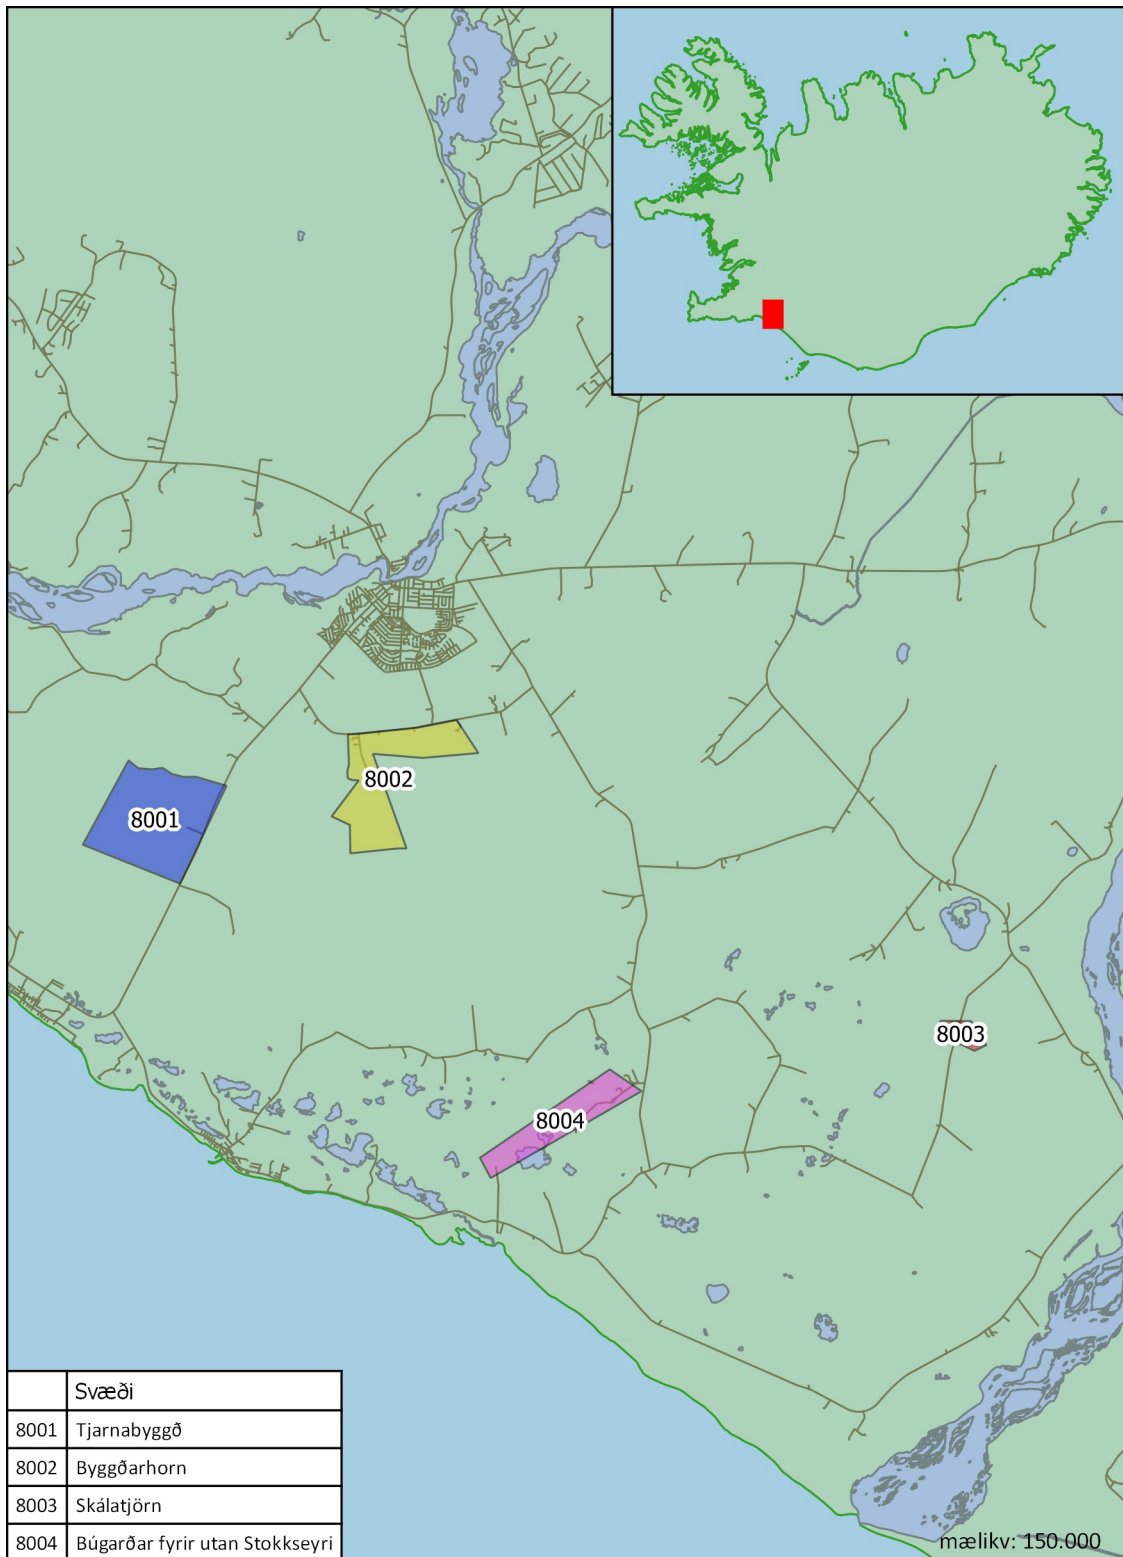 8002
8001
8003
8004
Svæði
8001 Tjarnabyggð
8002 Byggðarhorn
8003 Skálatjörn
8004 Búgarðar fyrir utan Stokkseyri
mælikv: 150.000